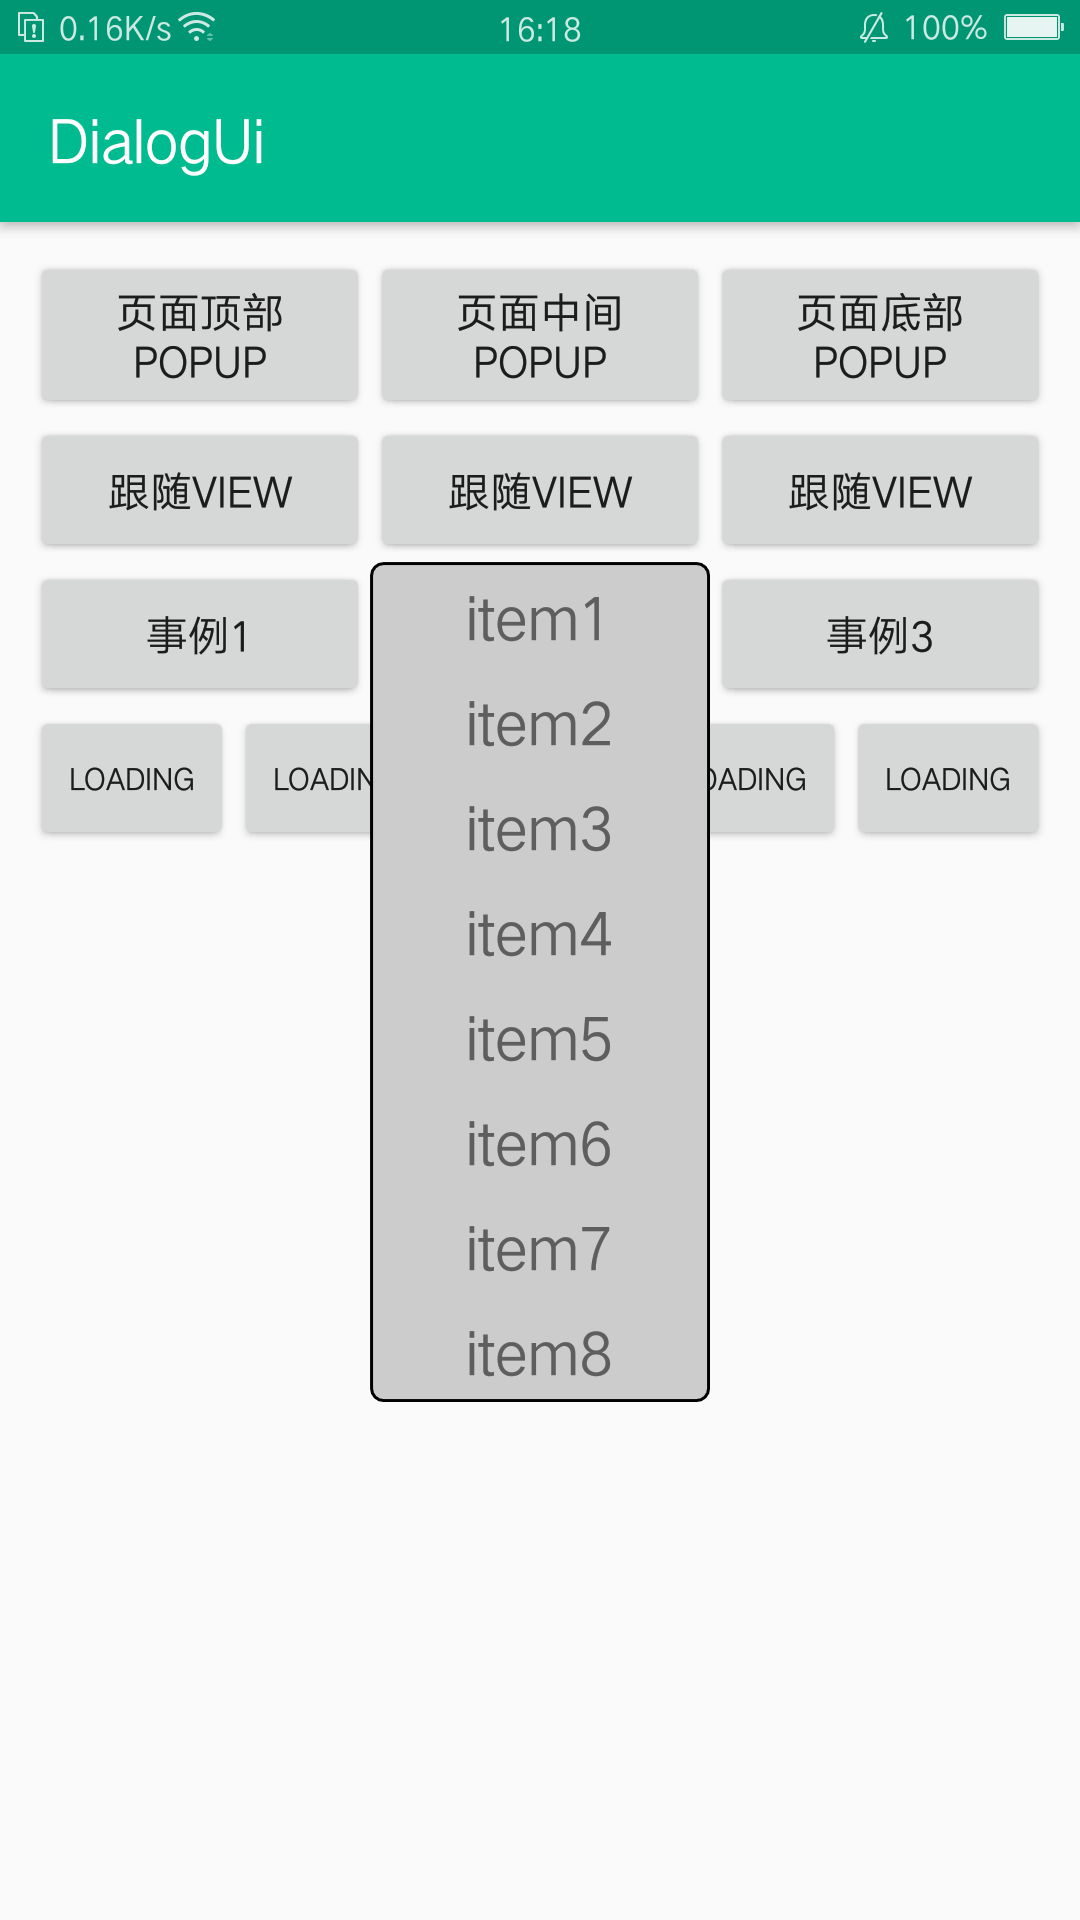 0.16K/s
16:18
100%
DialogUi
页面顶部
POPUP
页面中间
POPUP
页面底部
POPUP
跟随VIEW
跟随VIEW
跟随VIEW
事例1
事例3
LOADING
LOADIN
OADING
LOADING
item1
item2
item3
item4
item5
item6
item7
item8